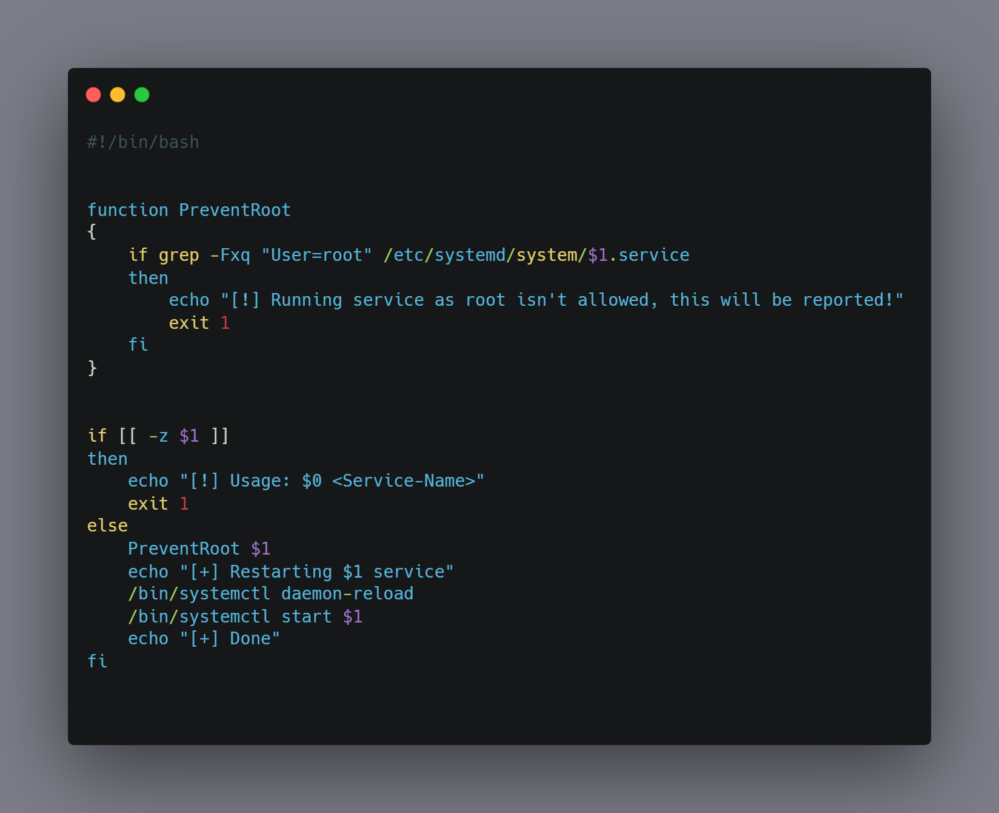 #!/bin/bash
function PreventRoot
{
    if grep -Fxq "User=root" /etc/systemd/system/$1.service
    then
        echo "[!] Running service as root isn't allowed, this will be reported!"
        exit 1
    fi
}
if [[ -z $1 ]]
then
    echo "[!] Usage: $0 <Service-Name>"
    exit 1
else
    PreventRoot $1
    echo "[+] Restarting $1 service"
    /bin/systemctl daemon-reload
    /bin/systemctl start $1
    echo "[+] Done"
fi